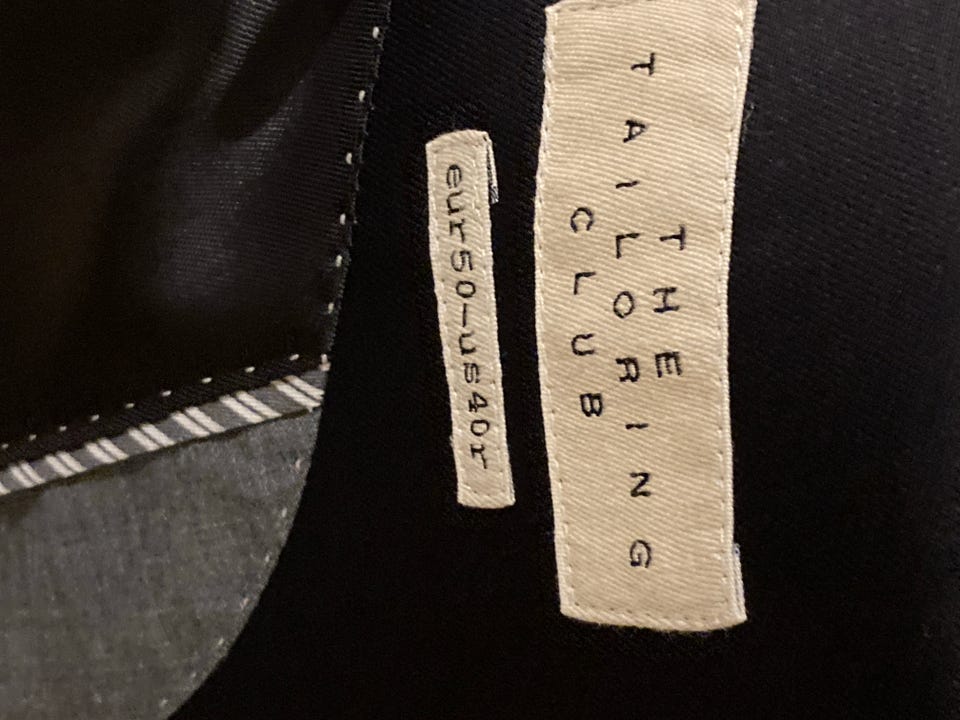 THE
TAILORING
CLUB
eur50-us40r